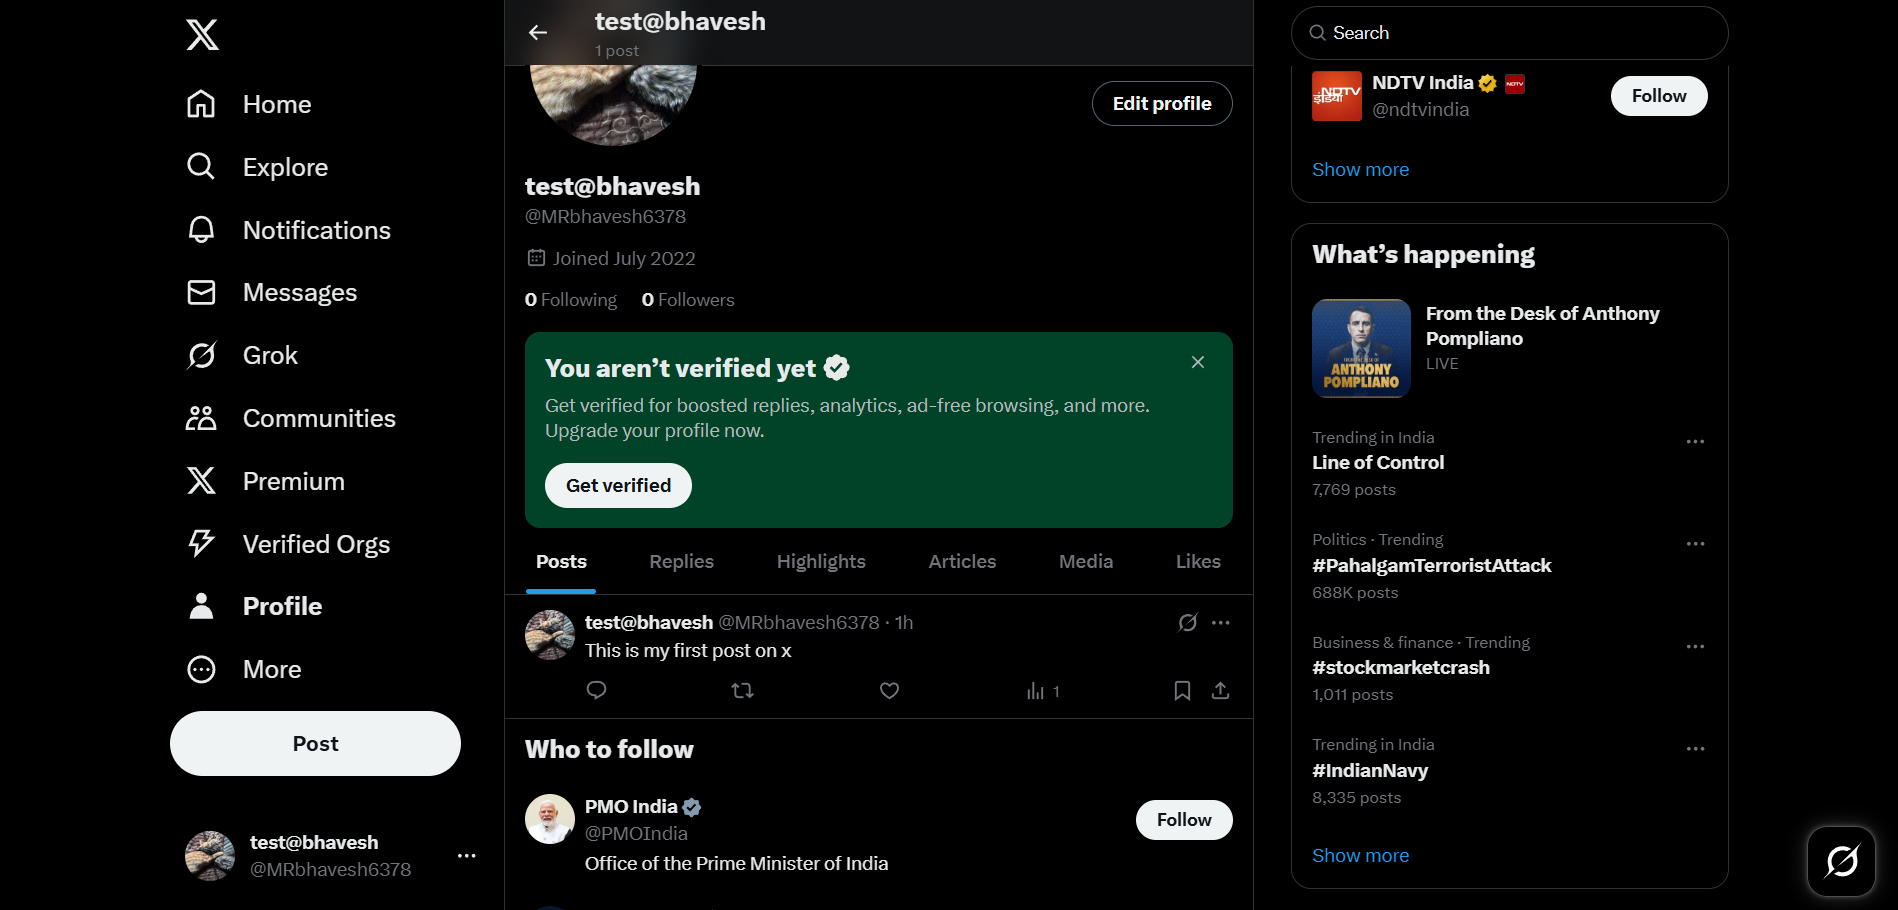 Home
Explore
Notifications
Messages
Grok
Communities
Premium
Verified Orgs
Profile
More
Post
test@bhavesh
@MRbhavesh6378
test@bhavesh
1 post
Edit profile
test@bhavesh
@MRbhavesh6378
Joined July 2022
0 Following 0 Followers
You aren’t verified yet
Get verified for boosted replies, analytics, ad-free browsing, and more.
Upgrade your profile now.
Get verified
Posts Replies Highlights Articles Media Likes
test@bhavesh @MRbhavesh6378 · 1h
This is my first post on x
1
Who to follow
PMO India
@PMOIndia
Office of the Prime Minister of India
Follow
Search
NDTV
इंडिया
NDTV India NDTV
@ndtvindia
Follow
Show more
What’s happening
FROM THE DESK OF
ANTHONY
POMPLIANO
From the Desk of Anthony
Pompliano
LIVE
Trending in India
Line of Control
7,769 posts
Politics · Trending
#PahalgamTerroristAttack
688K posts
Business & finance · Trending
#stockmarketcrash
1,011 posts
Trending in India
#IndianNavy
8,335 posts
Show more